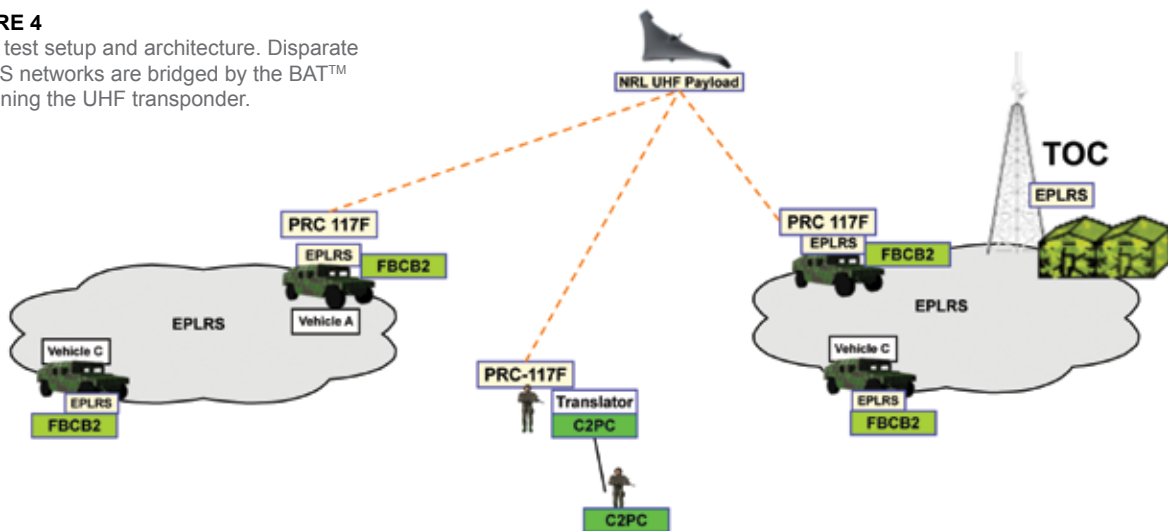 RE 4
test setup and architecture. Disparate
S networks are bridged by the BAT™
ning the UHF transponder.
NRL UHF Payload
TOC
EPLRS
PRC 117F
EPLRS
FBCB2
Vehicle A
EPLRS
Vehicle C
EPLRS
FBCB2
PRC-117F
Translator
C2PC
C2PC
PRC 117F
EPLRS
FBCB2
EPLRS
Vehicle C
EPLRS
FBCB2